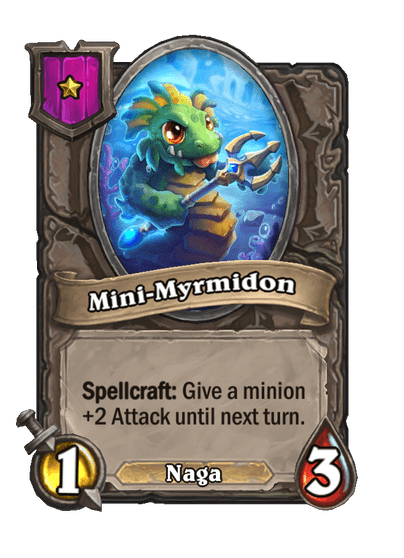 Mini-Myrmidon
Spellcraft: Give a minion
+2 Attack until next turn.
1
Naga
3